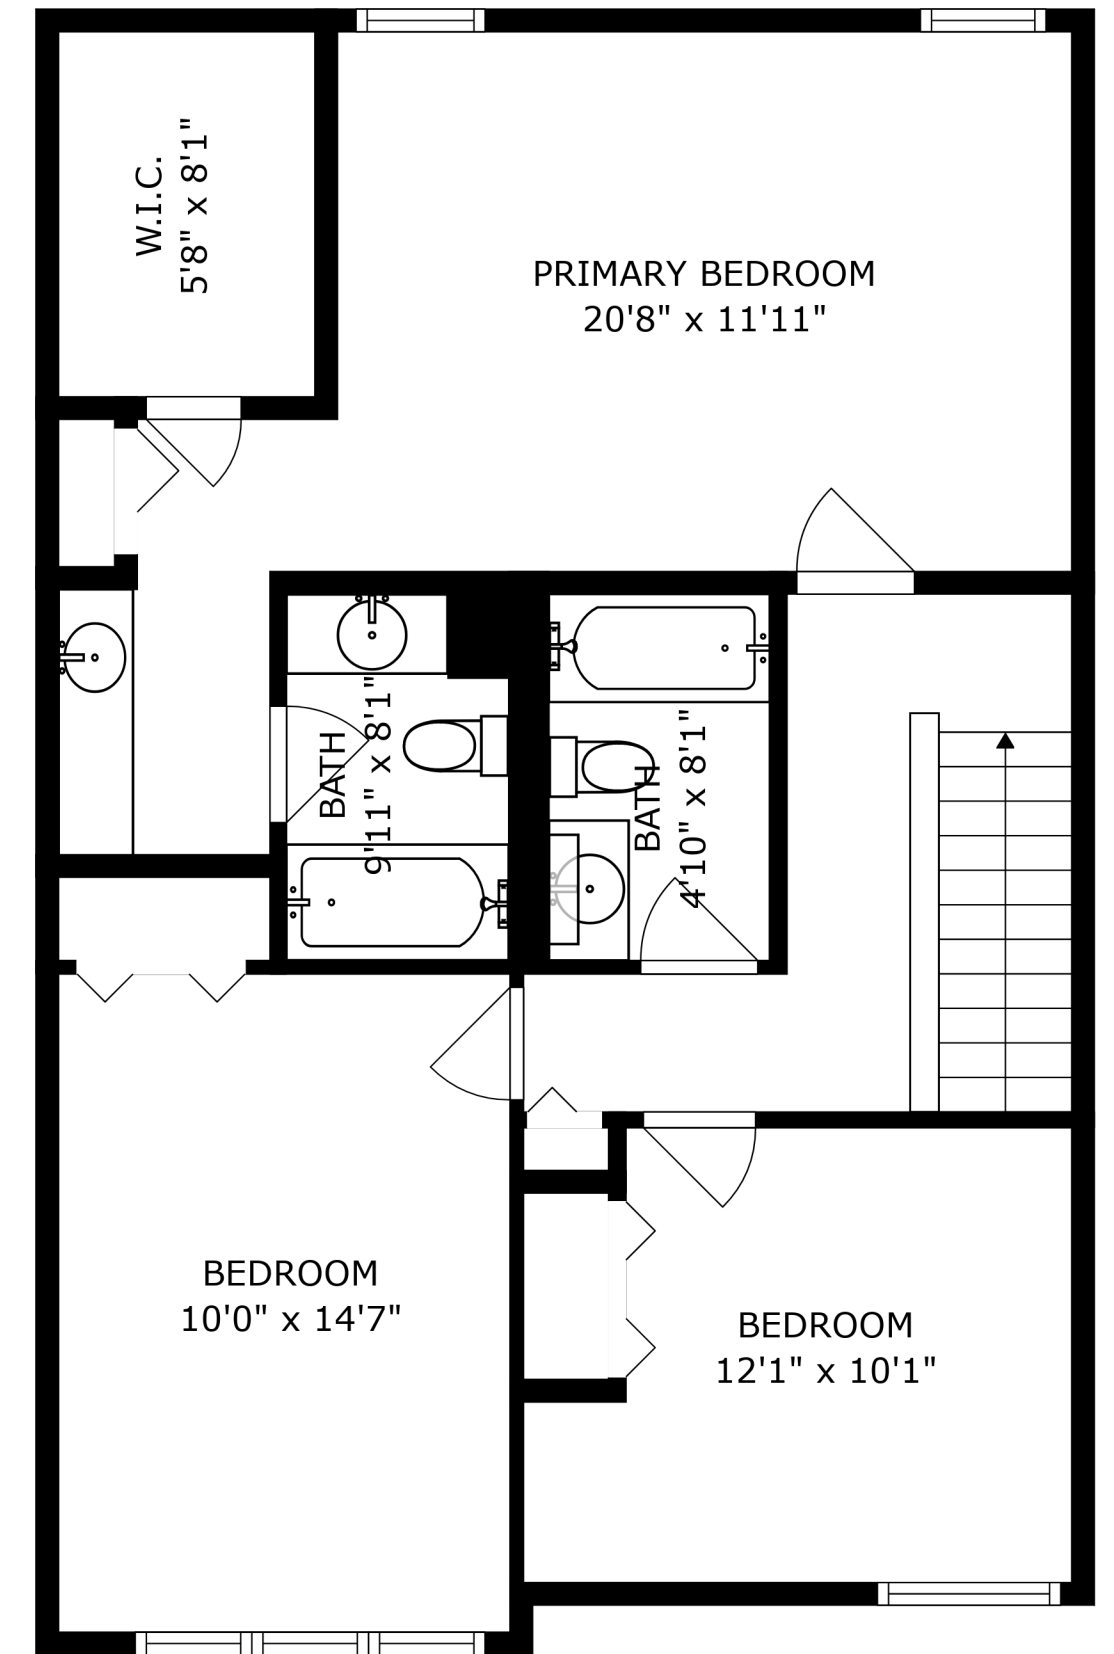 W.I.C.
5'8" x 8'1"
PRIMARY BEDROOM
20'8" x 11'11"
BATH
9'11" x 8'1"
BATH
4'10" x 8'1"
BEDROOM
10'0" x 14'7"
BEDROOM
12'1" x 10'1"